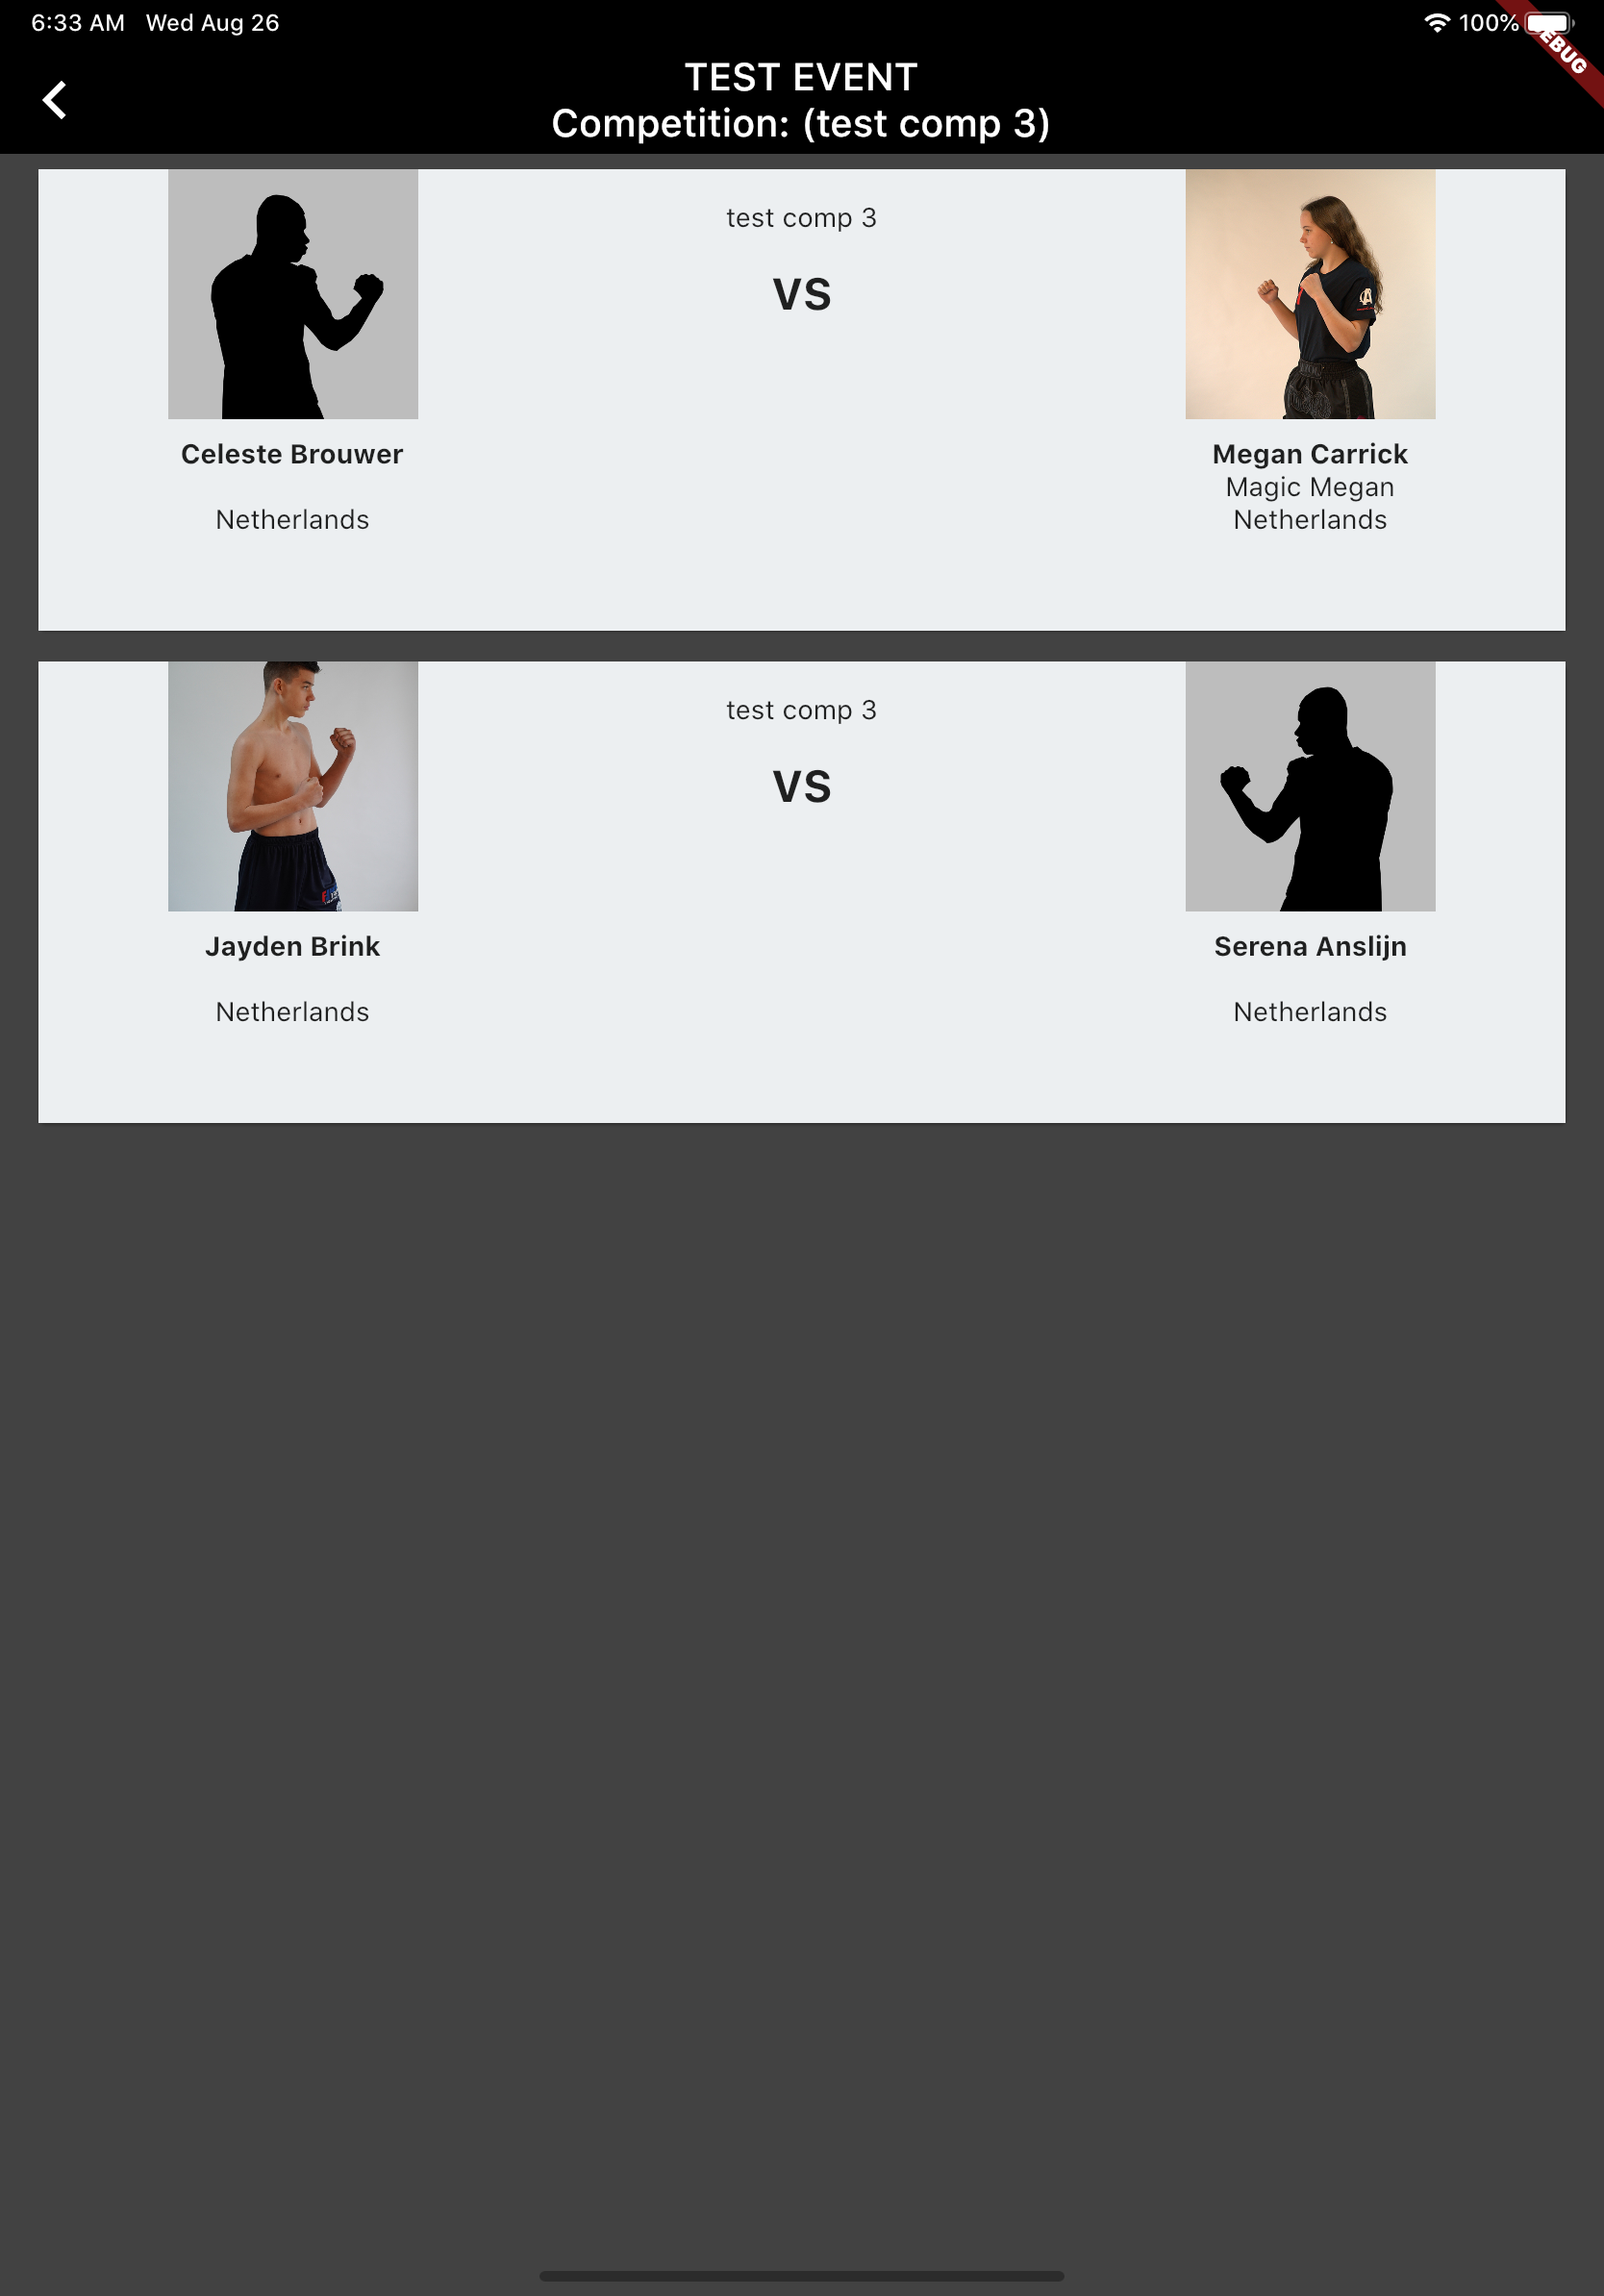 6:33 AM Wed Aug 26
100%
EBUG
TEST EVENT
Competition: (test comp 3)
test comp 3
VS
Celeste Brouwer
Netherlands
Megan Carrick
Magic Megan
Netherlands
test comp 3
VS
Jayden Brink
Netherlands
Serena Anslijn
Netherlands